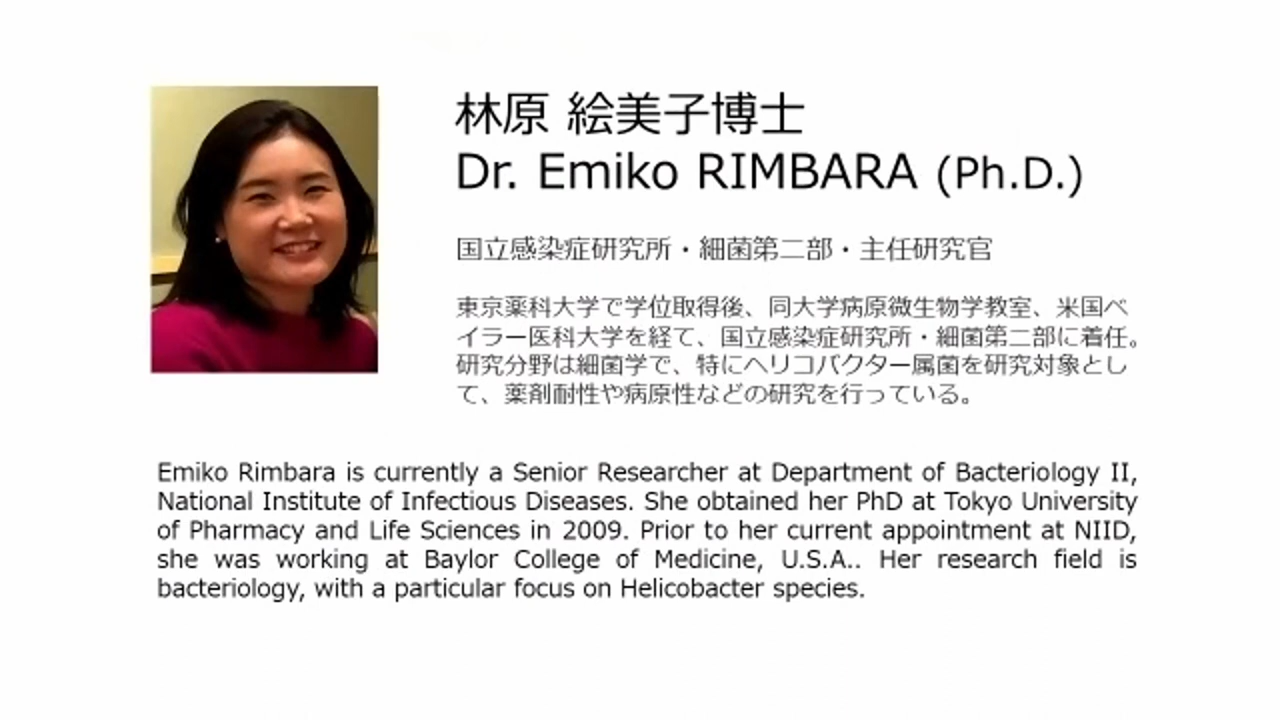 林原 絵美子博士
Dr. Emiko RIMBARA (Ph.D.)
国立感染症研究所・細菌第二部・主任研究官
東京薬科大学で学位取得後、同大学病原微生物学教室、米国ベ
イラー医科大学を経て、国立感染症研究所・細菌第二部に着任。
研究分野は細菌学で、特にヘリコバクター属菌を研究対象とし
て、薬剤耐性や病原性などの研究を行っている。
Emiko Rimbara is currently a Senior Researcher at Department of Bacteriology II,
National Institute of Infectious Diseases. She obtained her PhD at Tokyo University
of Pharmacy and Life Sciences in 2009. Prior to her current appointment at NIID,
she was working at Baylor College of Medicine, U.S.A.. Her research field is
bacteriology, with a particular focus on Helicobacter species.